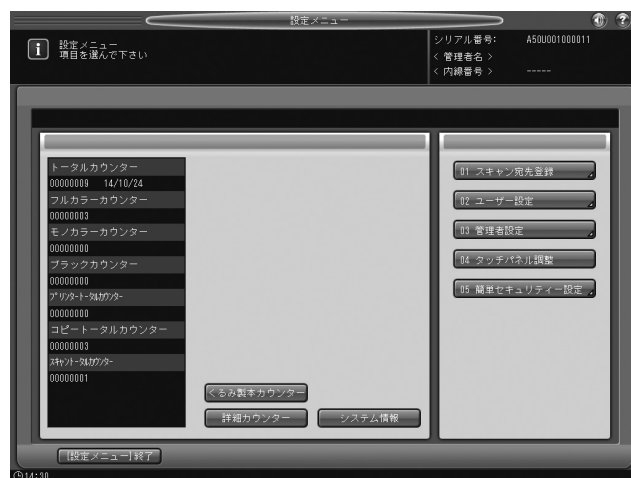 設定メニュー
設定メニュー
項目を選んで下さい
シリアル番号: A50U001000011
< 管理者名 >
< 内線番号 > -----
トータルカウンター
00000009 14/10/24
フルカラーカウンター
00000003
モノカラーカウンター
00000000
ブラックカウンター
00000000
プリンタートータルカウンター
00000000
コピートータルカウンター
00000003
スキャントータルカウンター
00000001
くるみ製本カウンター
詳細カウンター
システム情報
01 スキャン宛先登録
02 ユーザー設定
03 管理者設定
04 タッチパネル調整
05 簡単セキュリティー設定
[設定メニュー]終了
14:30